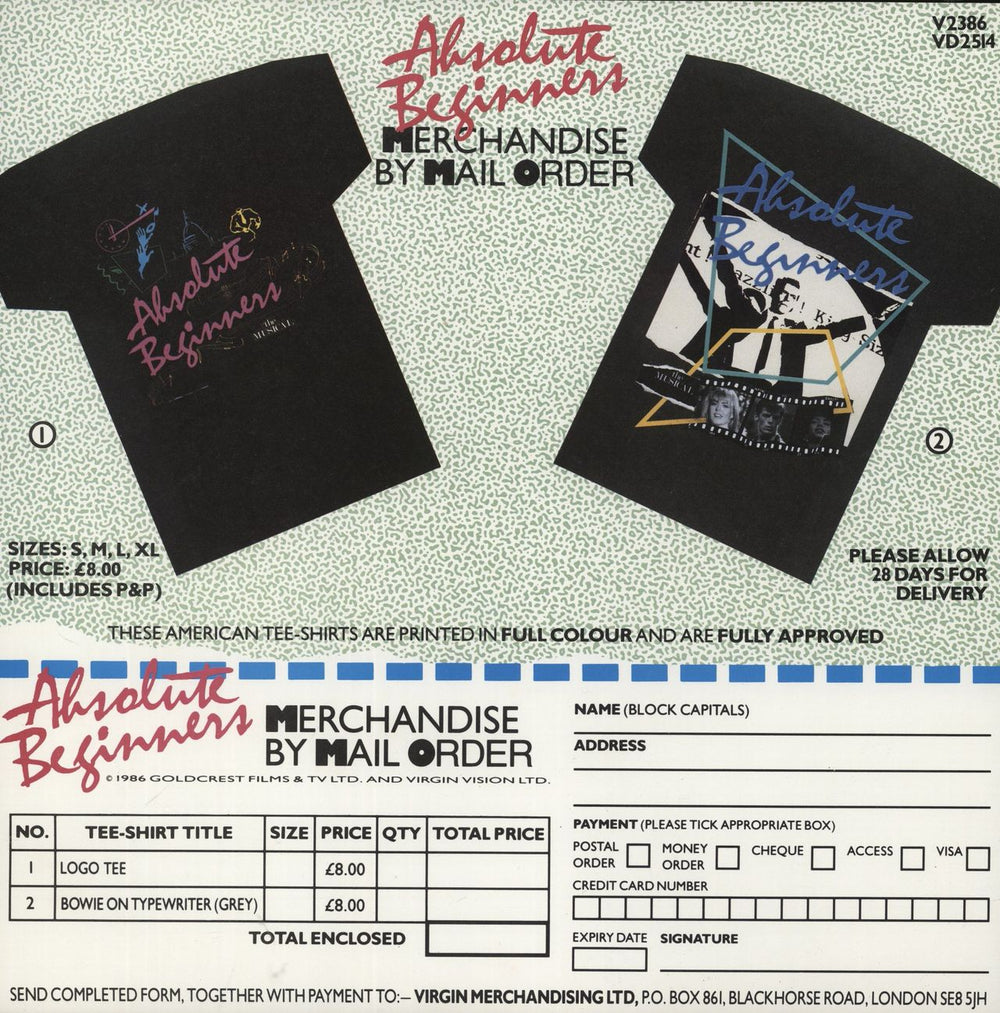 V2386
VD2514
Absolute
Beginners
MERCHANDISE
BY MAIL ORDER
Absolute
Beginners
the
MUSICAL
Absolute
Beginners
the
MUSICAL
1
2
SIZES: S, M, L, XL
PRICE: £8.00
(INCLUDES P&P)
PLEASE ALLOW
28 DAYS FOR
DELIVERY
THESE AMERICAN TEE-SHIRTS ARE PRINTED IN FULL COLOUR AND ARE FULLY APPROVED
Absolute
Beginners
MERCHANDISE
BY MAIL ORDER
© 1986 GOLDCREST FILMS & TV LTD. AND VIRGIN VISION LTD.
NO. TEE-SHIRT TITLE SIZE PRICE QTY TOTAL PRICE
1 LOGO TEE £8.00
2 BOWIE ON TYPEWRITER (GREY) £8.00
TOTAL ENCLOSED
NAME (BLOCK CAPITALS)
ADDRESS
PAYMENT (PLEASE TICK APPROPRIATE BOX)
POSTAL ORDER MONEY ORDER CHEQUE ACCESS VISA
CREDIT CARD NUMBER
EXPIRY DATE SIGNATURE
SEND COMPLETED FORM, TOGETHER WITH PAYMENT TO:– VIRGIN MERCHANDISING LTD, P.O. BOX 861, BLACKHORSE ROAD, LONDON SE8 5JH